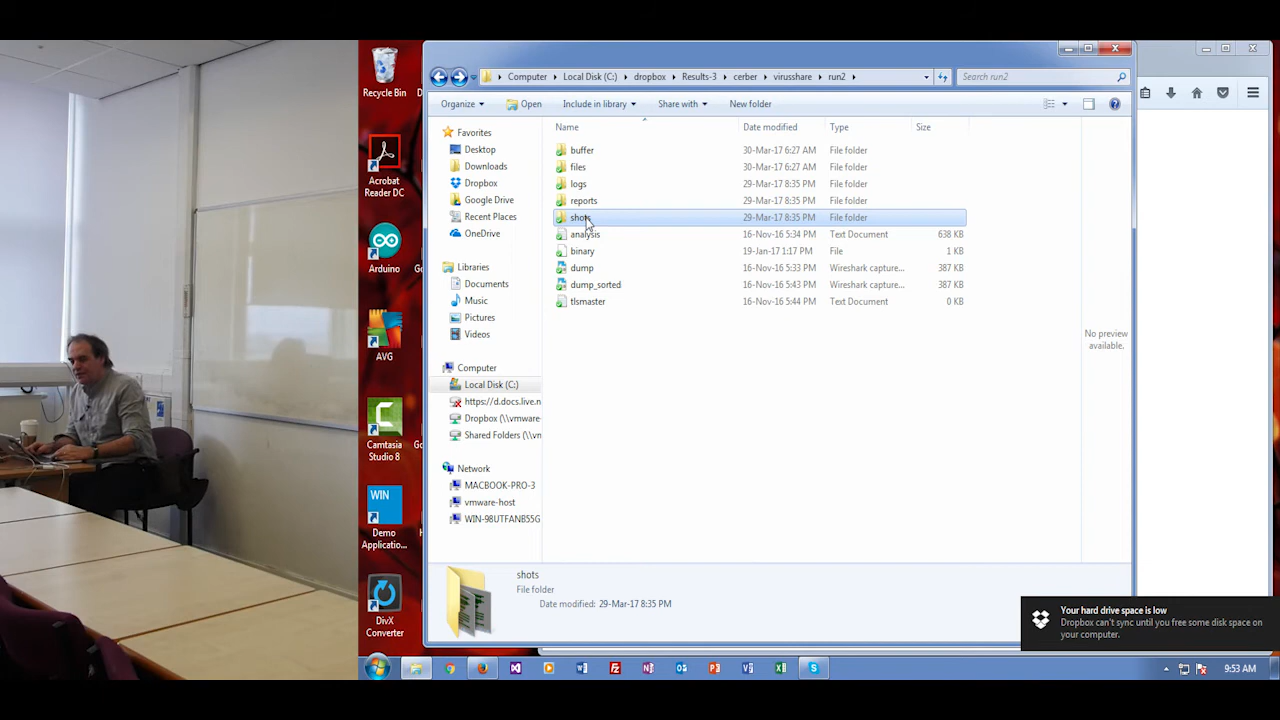 Recycle Bin
Acrobat
Reader DC
Arduino
AVG
Camtasia
Studio 8
WIN
Demo
Applicatio...
DivX
Converter
Computer
Local Disk (C:)
dropbox
Results-3
cerber
virusshare
run2
Search run2
Organize
Open
Include in library
Share with
New folder
Favorites
Desktop
Downloads
Dropbox
Google Drive
Recent Places
OneDrive
Libraries
Documents
Music
Pictures
Videos
Computer
Local Disk (C:)
https://d.docs.live.n
Dropbox (\\vmware-
Shared Folders (\\vn
Network
MACBOOK-PRO-3
vmware-host
WIN-98UTFANB55G
Name Date modified Type Size
buffer 30-Mar-17 6:27 AM File folder
files 30-Mar-17 6:27 AM File folder
logs 29-Mar-17 8:35 PM File folder
reports 29-Mar-17 8:35 PM File folder
shots 29-Mar-17 8:35 PM File folder
analysis 16-Nov-16 5:34 PM Text Document 638 KB
binary 19-Jan-17 1:17 PM File 1 KB
dump 16-Nov-16 5:33 PM Wireshark capture... 387 KB
dump_sorted 16-Nov-16 5:43 PM Wireshark capture... 387 KB
tlsmaster 16-Nov-16 5:44 PM Text Document 0 KB
No preview
available.
shots
File folder
Date modified: 29-Mar-17 8:35 PM
Your hard drive space is low
Dropbox can't sync until you free some disk space on
your computer.
9:53 AM